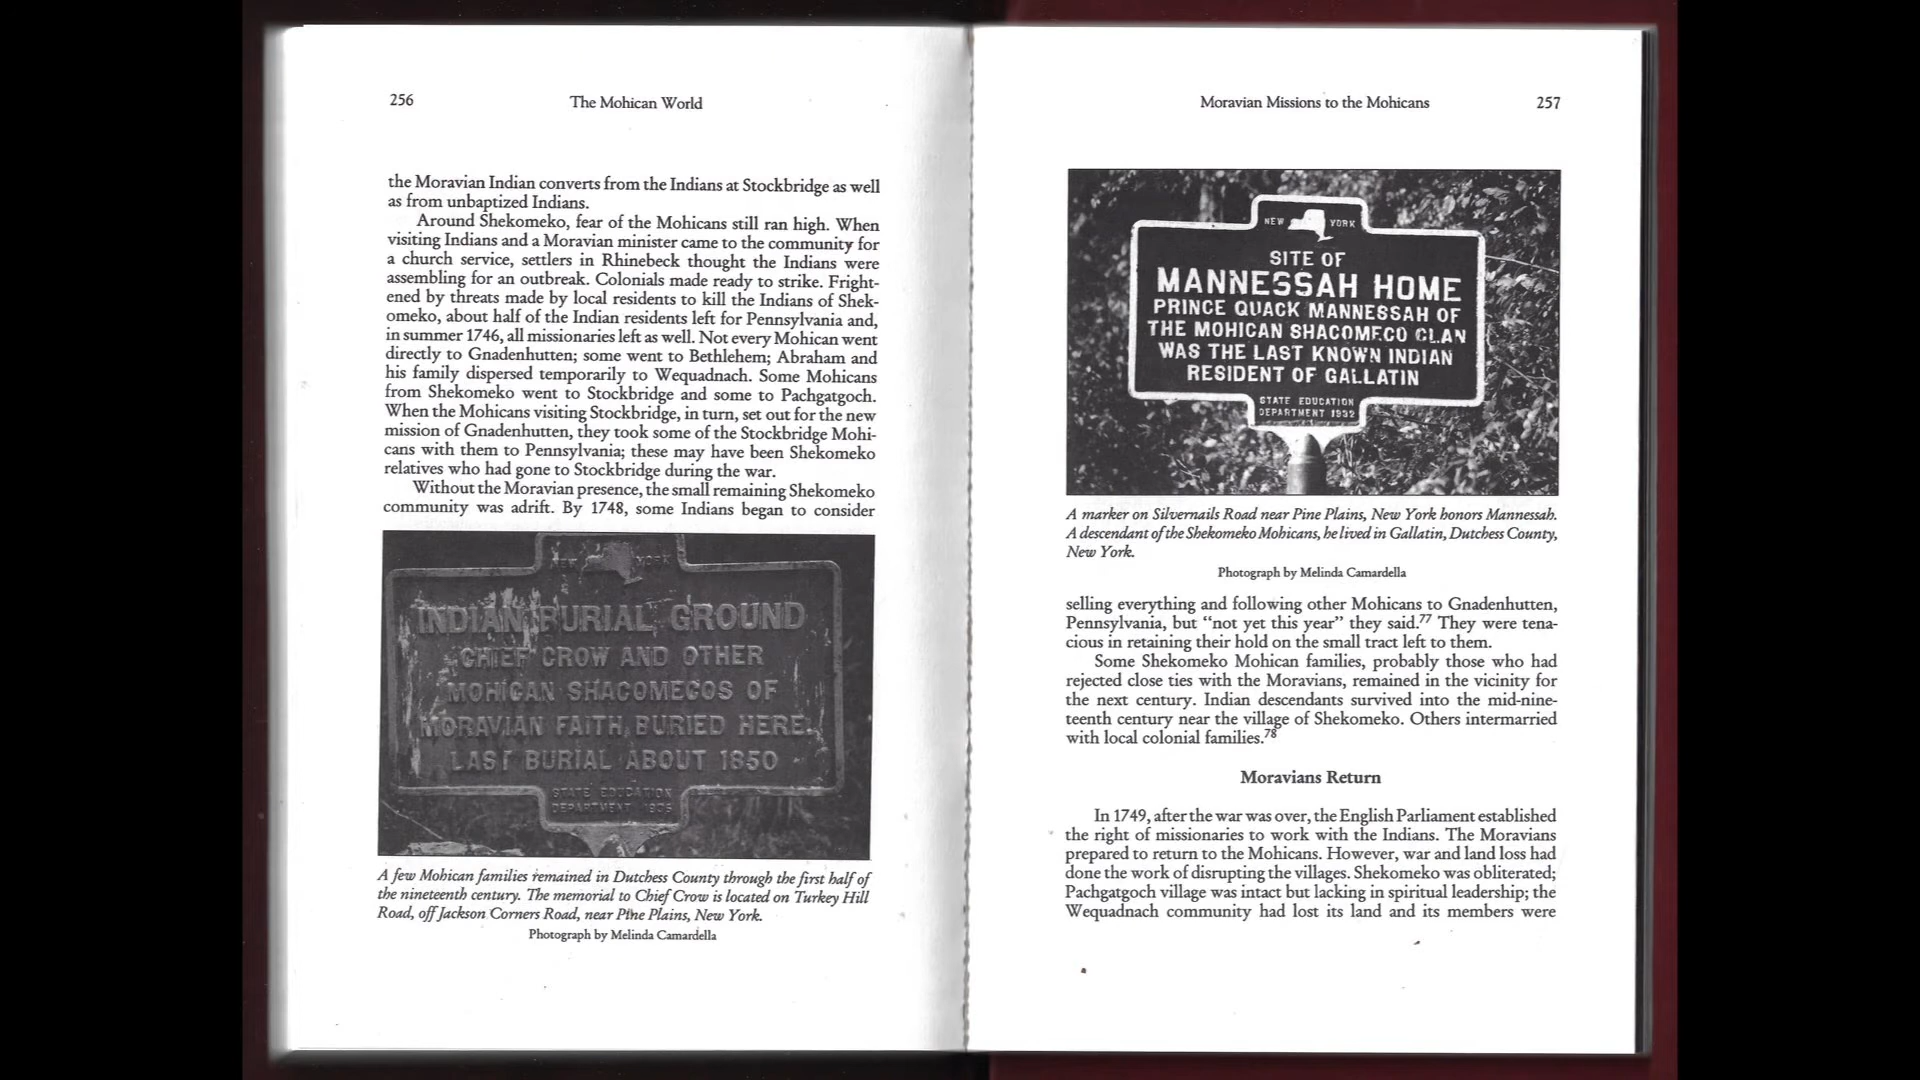 256
The Mohican World
the Moravian Indian converts from the Indians at Stockbridge as well
as from unbaptized Indians.
Around Shekomeko, fear of the Mohicans still ran high. When
visiting Indians and a Moravian minister came to the community for
a church service, settlers in Rhinebeck thought the Indians were
assembling for an outbreak. Colonials made ready to strike. Fright-
ened by threats made by local residents to kill the Indians of Shek-
omeko, about half of the Indian residents left for Pennsylvania and,
in summer 1746, all missionaries left as well. Not every Mohican went
directly to Gnadenhutten; some went to Bethlehem; Abraham and
his family dispersed temporarily to Wequadnach. Some Mohicans
from Shekomeko went to Stockbridge and some to Pachgatgoch.
When the Mohicans visiting Stockbridge, in turn, set out for the new
mission of Gnadenhutten, they took some of the Stockbridge Mohi-
cans with them to Pennsylvania; these may have been Shekomeko
relatives who had gone to Stockbridge during the war.
Without the Moravian presence, the small remaining Shekomeko
community was adrift. By 1748, some Indians began to consider
NEW YORK
INDIAN BURIAL GROUND
CHIEF CROW AND OTHER
MOHICAN SHACOMECOS OF
MORAVIAN FAITH, BURIED HERE.
LAST BURIAL ABOUT 1850
STATE EDUCATION
DEPARTMENT
A few Mohican families remained in Dutchess County through the first half of
the nineteenth century. The memorial to Chief Crow is located on Turkey Hill
Road, off Jackson Corners Road, near Pine Plains, New York.
Photograph by Melinda Camardella
Moravian Missions to the Mohicans
257
NEW YORK
SITE OF
MANNESSAH HOME
PRINCE QUACK MANNESSAH OF
THE MOHICAN SHACOMECO CLAN
WAS THE LAST KNOWN INDIAN
RESIDENT OF GALLATIN
STATE EDUCATION
DEPARTMENT 1932
A marker on Silvernails Road near Pine Plains, New York honors Mannessah.
A descendant of the Shekomeko Mohicans, he lived in Gallatin, Dutchess County,
New York.
Photograph by Melinda Camardella
selling everything and following other Mohicans to Gnadenhutten,
Pennsylvania, but “not yet this year” they said.77 They were tena-
cious in retaining their hold on the small tract left to them.
Some Shekomeko Mohican families, probably those who had
rejected close ties with the Moravians, remained in the vicinity for
the next century. Indian descendants survived into the mid-nine-
teenth century near the village of Shekomeko. Others intermarried
with local colonial families.78
Moravians Return
In 1749, after the war was over, the English Parliament established
the right of missionaries to work with the Indians. The Moravians
prepared to return to the Mohicans. However, war and land loss had
done the work of disrupting the villages. Shekomeko was obliterated;
Pachgatgoch village was intact but lacking in spiritual leadership; the
Wequadnach community had lost its land and its members were